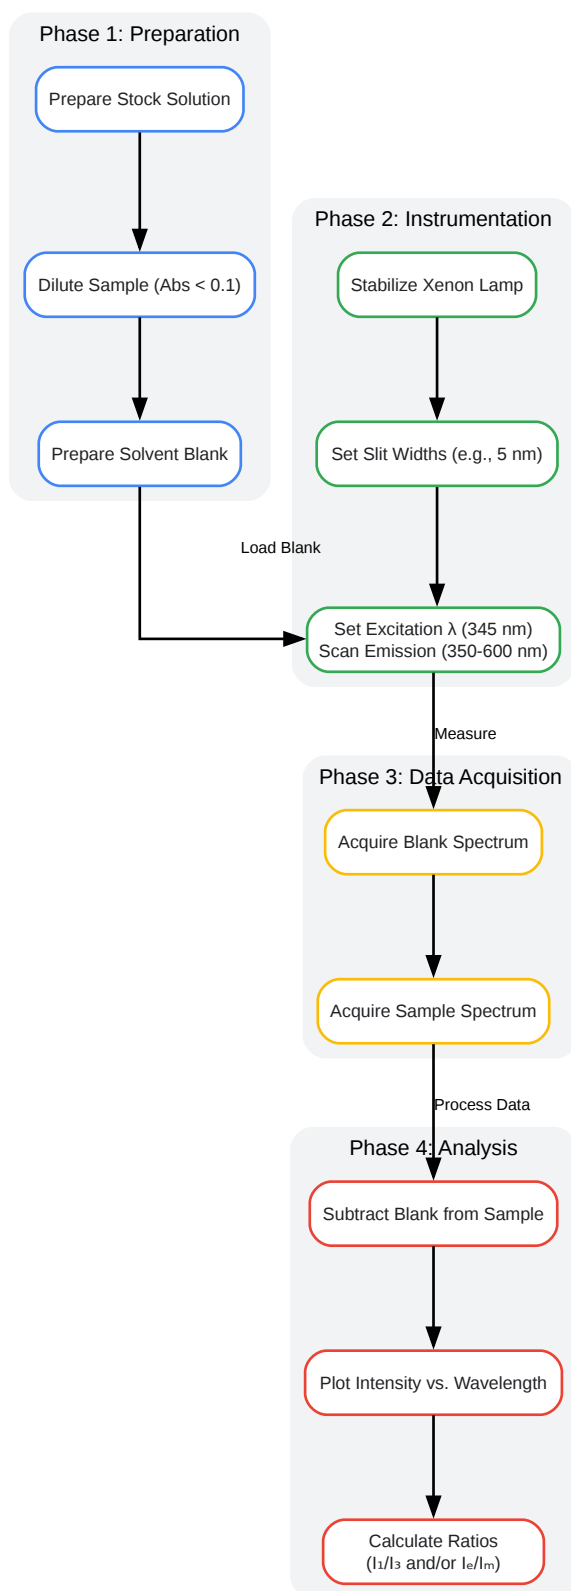 Phase 1: Preparation
Prepare Stock Solution
Dilute Sample (Abs < 0.1)
Prepare Solvent Blank
Load Blank
Phase 2: Instrumentation
Stabilize Xenon Lamp
Set Slit Widths (e.g., 5 nm)
Set Excitation λ (345 nm)
Scan Emission (350-600 nm)
Measure
Phase 3: Data Acquisition
Acquire Blank Spectrum
Acquire Sample Spectrum
Process Data
Phase 4: Analysis
Subtract Blank from Sample
Plot Intensity vs. Wavelength
Calculate Ratios
(I₁/I₃ and/or Iₑ/Iₘ)